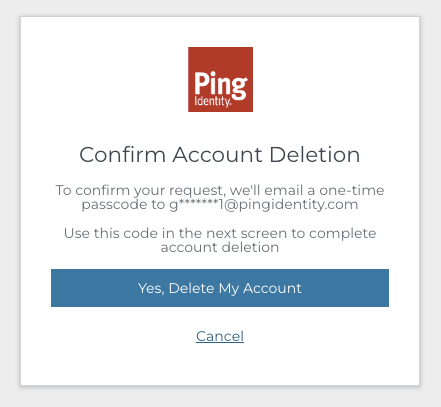 Ping
Identity.
Confirm Account Deletion
To confirm your request, we'll email a one-time
passcode to g*******1@pingidentity.com
Use this code in the next screen to complete
account deletion
Yes, Delete My Account
Cancel